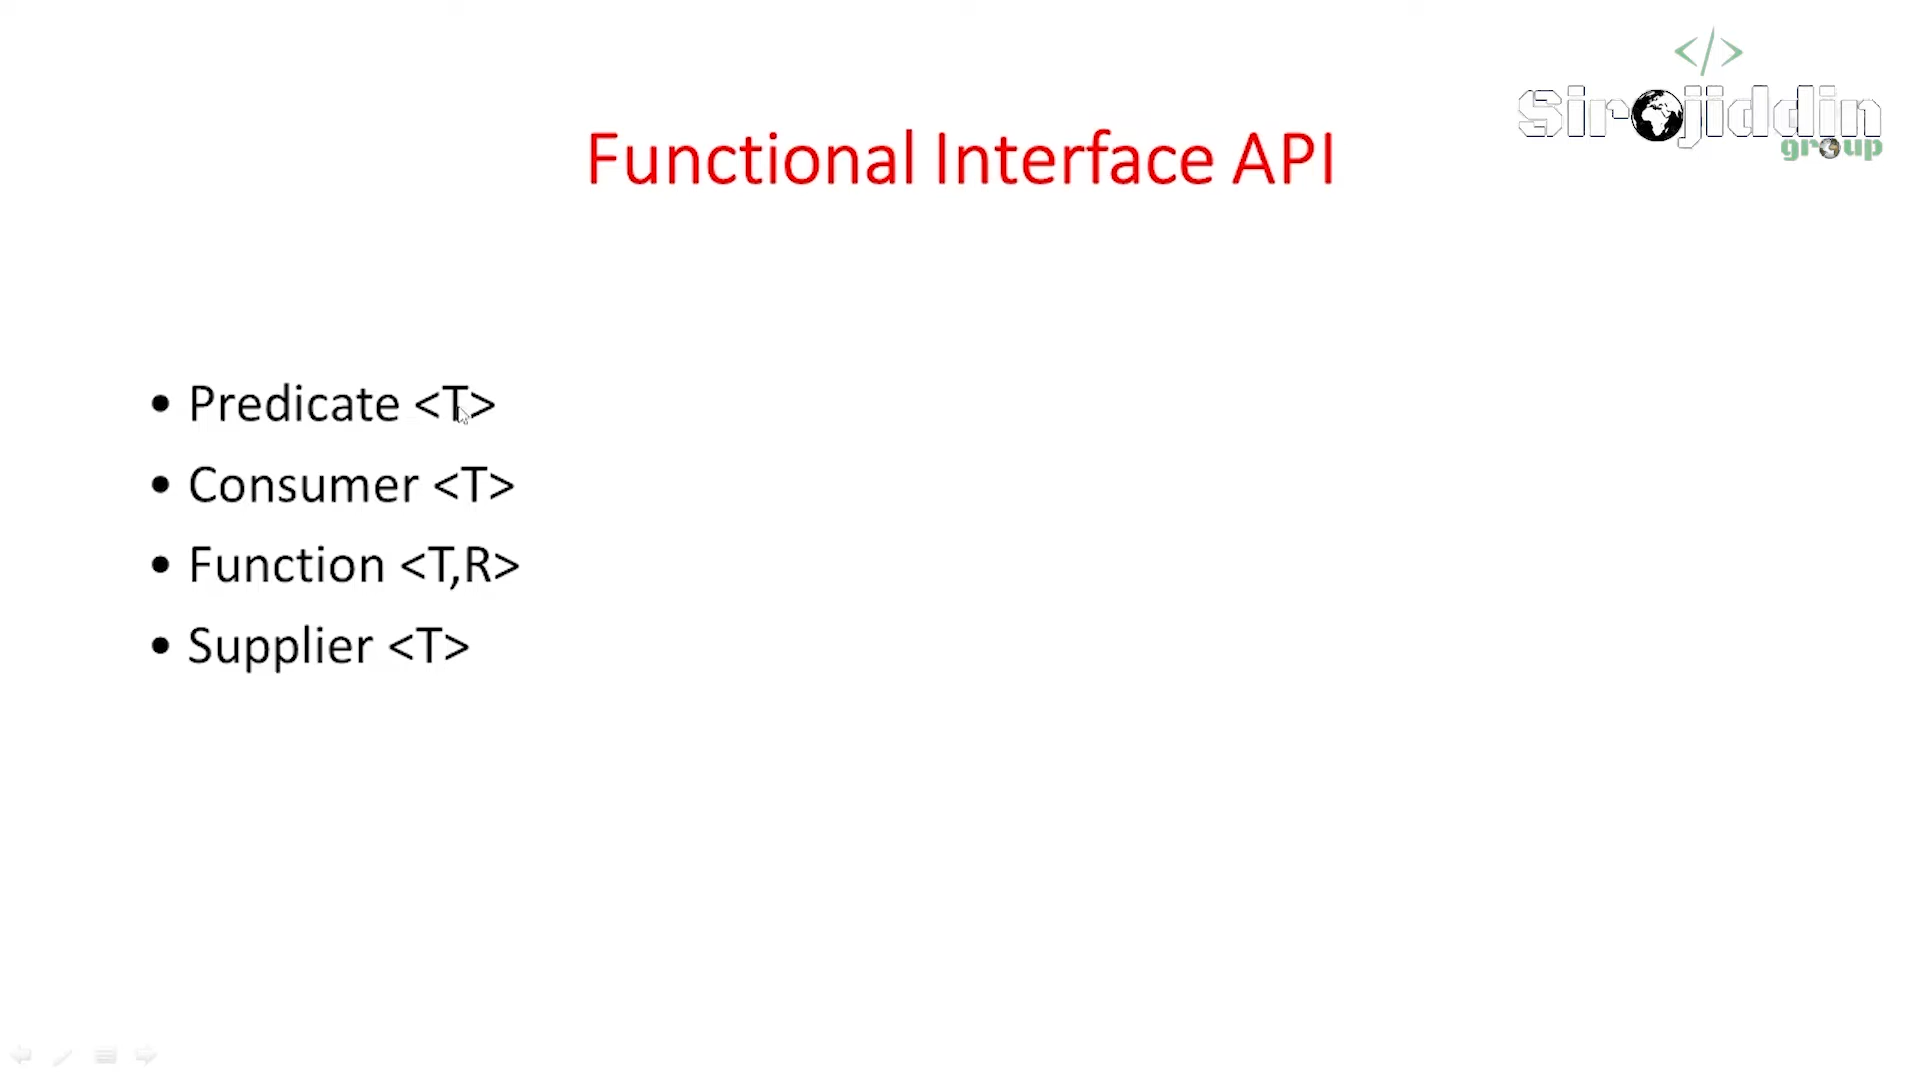 </>
Sirojiddin
group
Functional Interface API
• Predicate <T>
• Consumer <T>
• Function <T,R>
• Supplier <T>